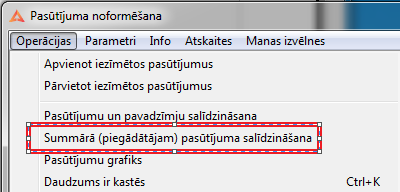 Pasūtījuma noformēšana
Operācijas Parametri Info Atskaites Manas izvēlnes
Apvienot iezīmētos pasūtījumus
Pārvietot iezīmētos pasūtījumus
Pasūtījumu un pavadzīmju salīdzināsana
Summārā (piegādātājam) pasūtījuma salīdzināšana
Pasūtījumu grafiks
Daudzums ir kastēs Ctrl+K